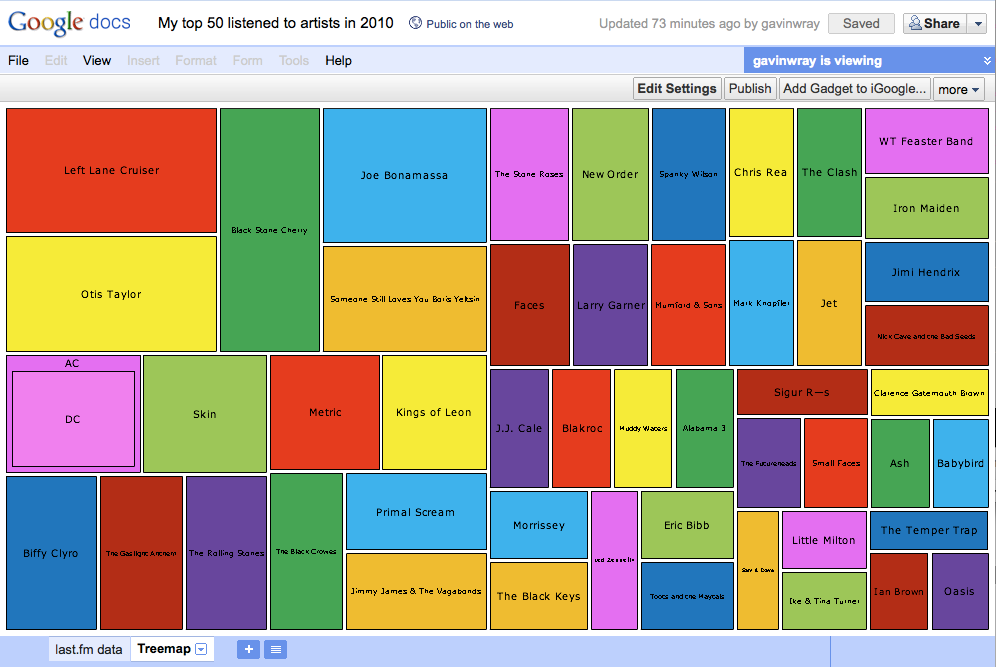 Google docs My top 50 listened to artists in 2010 Public on the web Updated 73 minutes ago by gavinwray Saved Share
File Edit View Insert Format Form Tools Help gavinwray is viewing
Edit Settings Publish Add Gadget to iGoogle... more
Left Lane Cruiser
Otis Taylor
Black Stone Cherry
Joe Bonamassa
Someone Still Loves You Boris Yeltsin
The Stone Roses
New Order
Spanky Wilson
Chris Rea
The Clash
WT Feaster Band
Iron Maiden
Faces
Larry Garner
Mumford & Sons
Mark Knopfler
Jet
Jimi Hendrix
Nick Cave and the Bad Seeds
AC
DC
Skin
Metric
Kings of Leon
Biffy Clyro
The Gaslight Anthem
The Rolling Stones
The Black Crowes
Primal Scream
Jimmy James & The Vagabonds
J.J. Cale
Blakroc
Muddy Waters
Alabama 3
Sigur R—s
Clarence Gatemouth Brown
The Futureheads
Small Faces
Ash
Babybird
Morrissey
The Black Keys
Led Zeppelin
Eric Bibb
Toots and the Maytals
Sam & Dave
Little Milton
Ike & Tina Turner
The Temper Trap
Ian Brown
Oasis
last.fm data Treemap